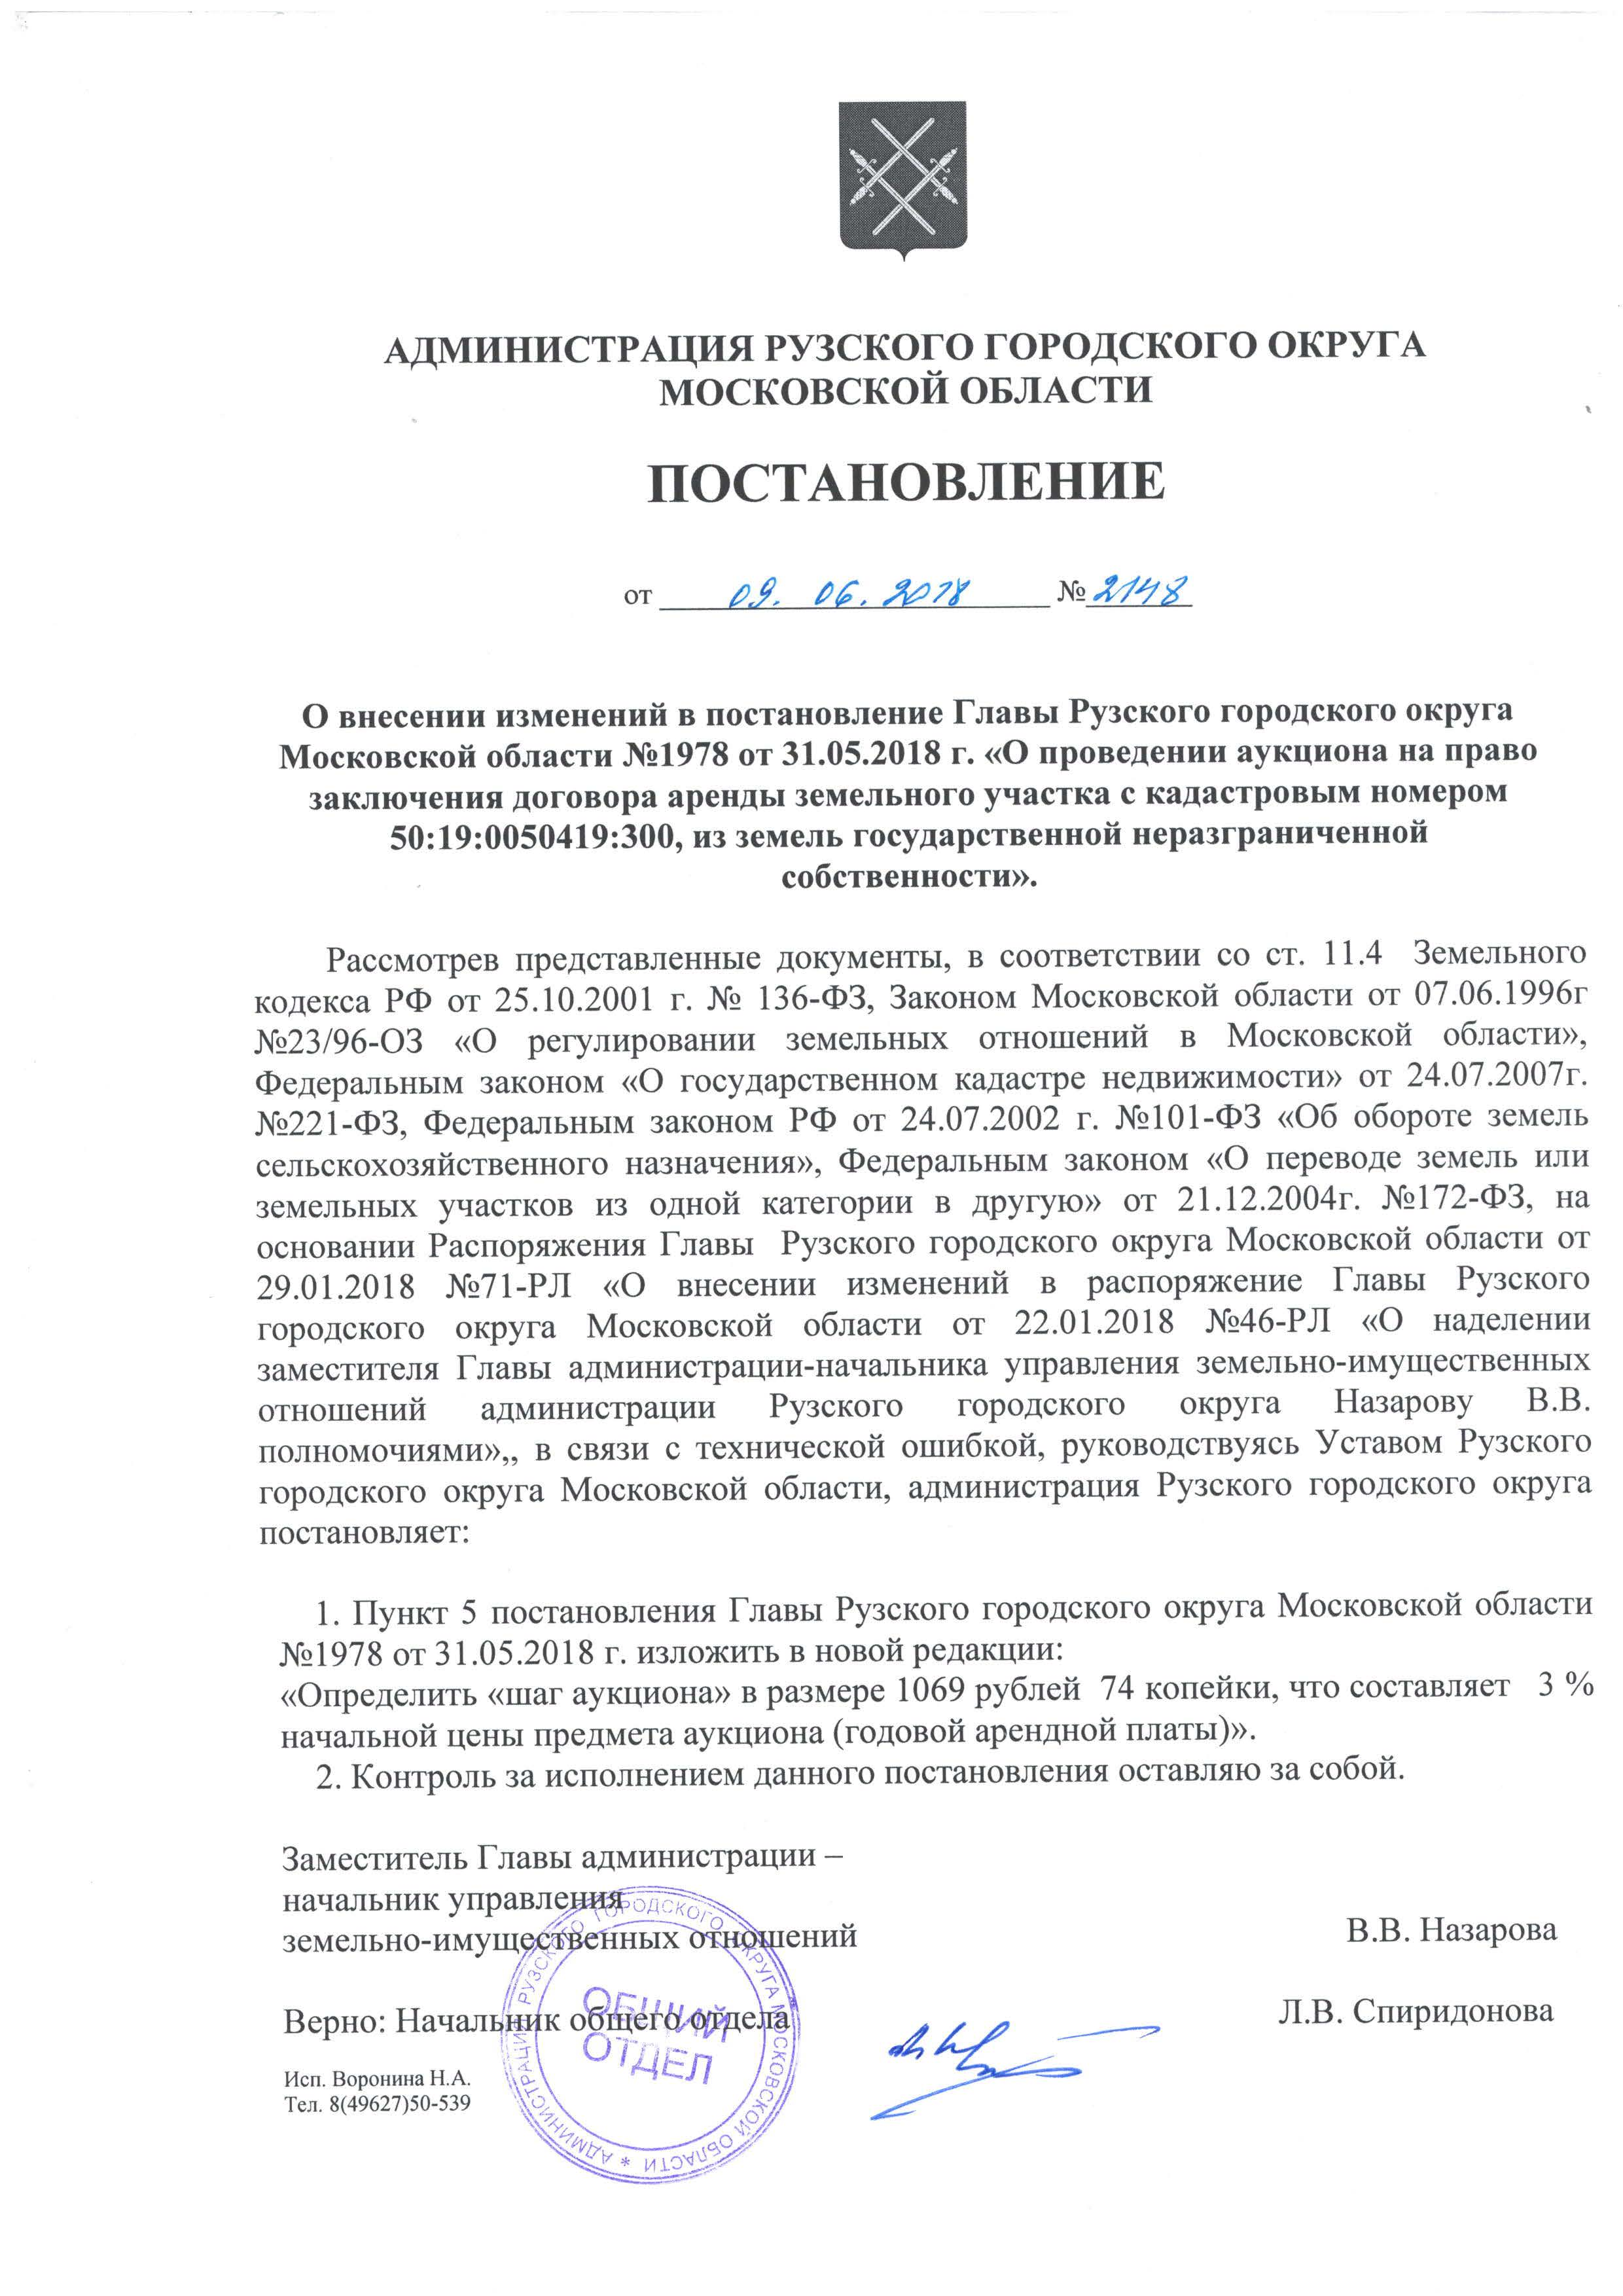 АДМИНИСТРАЦИЯ РУЗСКОГО ГОРОДСКОГО ОКРУГА
МОСКОВСКОЙ ОБЛАСТИ
ПОСТАНОВЛЕНИЕ
от 09. 06. 2018 № 2148
О внесении изменений в постановление Главы Рузского городского округа
Московской области №1978 от 31.05.2018 г. «О проведении аукциона на право
заключения договора аренды земельного участка с кадастровым номером
50:19:0050419:300, из земель государственной неразграниченной
собственности».
Рассмотрев представленные документы, в соответствии со ст. 11.4 Земельного
кодекса РФ от 25.10.2001 г. № 136-ФЗ, Законом Московской области от 07.06.1996г
№23/96-ОЗ «О регулировании земельных отношений в Московской области»,
Федеральным законом «О государственном кадастре недвижимости» от 24.07.2007г.
№221-ФЗ, Федеральным законом РФ от 24.07.2002 г. №101-ФЗ «Об обороте земель
сельскохозяйственного назначения», Федеральным законом «О переводе земель или
земельных участков из одной категории в другую» от 21.12.2004г. №172-ФЗ, на
основании Распоряжения Главы Рузского городского округа Московской области от
29.01.2018 №71-РЛ «О внесении изменений в распоряжение Главы Рузского
городского округа Московской области от 22.01.2018 №46-РЛ «О наделении
заместителя Главы администрации-начальника управления земельно-имущественных
отношений администрации Рузского городского округа Назарову В.В.
полномочиями»,, в связи с технической ошибкой, руководствуясь Уставом Рузского
городского округа Московской области, администрация Рузского городского округа
постановляет:
1. Пункт 5 постановления Главы Рузского городского округа Московской области
№1978 от 31.05.2018 г. изложить в новой редакции:
«Определить «шаг аукциона» в размере 1069 рублей 74 копейки, что составляет 3 %
начальной цены предмета аукциона (годовой арендной платы)».
2. Контроль за исполнением данного постановления оставляю за собой.
Заместитель Главы администрации –
начальник управления
земельно-имущественных отношений В.В. Назарова
Верно: Начальник общего отдела Л.В. Спиридонова
Исп. Воронина Н.А.
Тел. 8(49627)50-539
АДМИНИСТРАЦИЯ РУЗСКОГО ГОРОДСКОГО ОКРУГА МОСКОВСКОЙ ОБЛАСТИ *
ОБЩИЙ
ОТДЕЛ